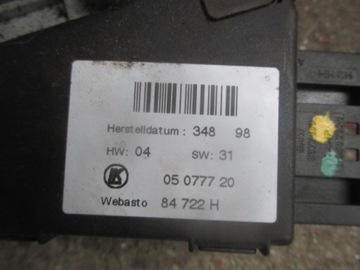 Herstelldatum : 348 98
HW: 04 SW: 31
05 0777 20
Webasto 84 722 H